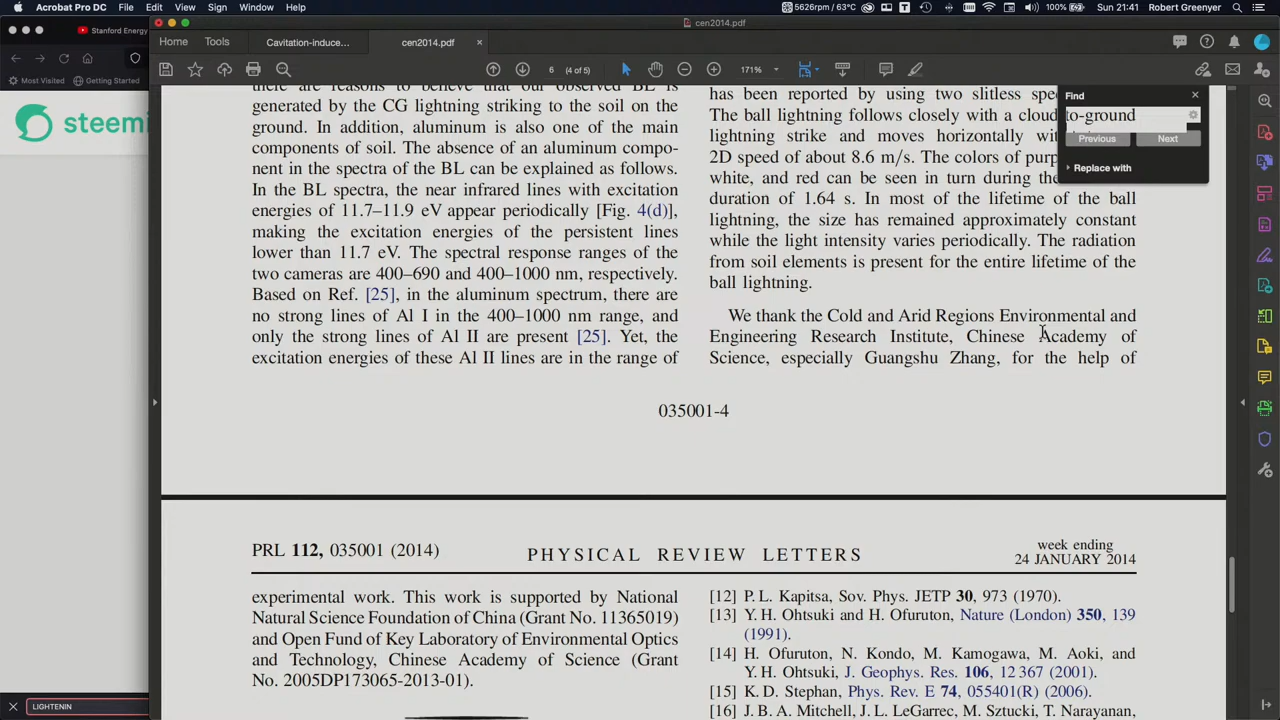 Acrobat Pro DC File Edit View Sign Window Help
5626rpm / 63°C
100%
Sun 21:41 Robert Greenyer
Stanford Energy
cen2014.pdf
Home Tools Cavitation-induce... cen2014.pdf ×
Most Visited Getting Started
6 (4 of 5)
171%
steemi
there are reasons to believe that our observed BL is
generated by the CG lightning striking to the soil on the
ground. In addition, aluminum is also one of the main
components of soil. The absence of an aluminum compo-
nent in the spectra of the BL can be explained as follows.
In the BL spectra, the near infrared lines with excitation
energies of 11.7–11.9 eV appear periodically [Fig. 4(d)],
making the excitation energies of the persistent lines
lower than 11.7 eV. The spectral response ranges of the
two cameras are 400–690 and 400–1000 nm, respectively.
Based on Ref. [25], in the aluminum spectrum, there are
no strong lines of Al I in the 400–1000 nm range, and
only the strong lines of Al II are present [25]. Yet, the
excitation energies of these Al II lines are in the range of
has been reported by using two slitless spe
The ball lightning follows closely with a cloud-to-ground
lightning strike and moves horizontally wit
2D speed of about 8.6 m/s. The colors of purp
white, and red can be seen in turn during the
duration of 1.64 s. In most of the lifetime of the ball
lightning, the size has remained approximately constant
while the light intensity varies periodically. The radiation
from soil elements is present for the entire lifetime of the
ball lightning.
We thank the Cold and Arid Regions Environmental and
Engineering Research Institute, Chinese Academy of
Science, especially Guangshu Zhang, for the help of
Find
Previous Next
Replace with
035001-4
PRL 112, 035001 (2014)
PHYSICAL REVIEW LETTERS
week ending
24 JANUARY 2014
experimental work. This work is supported by National
Natural Science Foundation of China (Grant No. 11365019)
and Open Fund of Key Laboratory of Environmental Optics
and Technology, Chinese Academy of Science (Grant
No. 2005DP173065-2013-01).
[12] P. L. Kapitsa, Sov. Phys. JETP 30, 973 (1970).
[13] Y. H. Ohtsuki and H. Ofuruton, Nature (London) 350, 139
(1991).
[14] H. Ofuruton, N. Kondo, M. Kamogawa, M. Aoki, and
Y. H. Ohtsuki, J. Geophys. Res. 106, 12 367 (2001).
[15] K. D. Stephan, Phys. Rev. E 74, 055401(R) (2006).
[16] J. B. A. Mitchell, J. L. LeGarrec, M. Sztucki, T. Narayanan,
LIGHTENIN